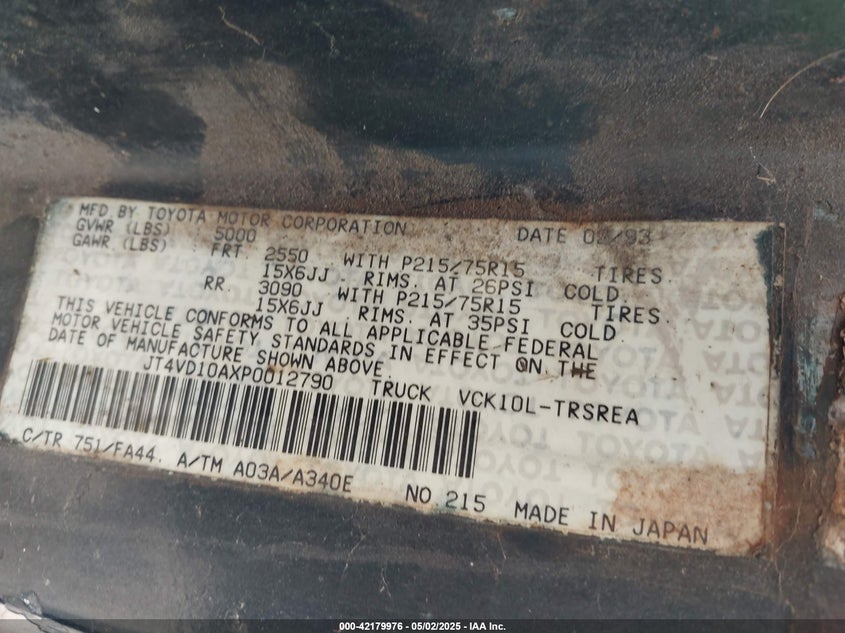 MFD. BY TOYOTA MOTOR CORPORATION DATE 03/93
GVWR (LBS) 5000
GAWR (LBS) FRT. 2550 WITH P215/75R15 TIRES.
15X6JJ RIMS. AT 26PSI COLD.
RR. 3090 WITH P215/75R15 TIRES.
15X6JJ RIMS. AT 35PSI COLD
THIS VEHICLE CONFORMS TO ALL APPLICABLE FEDERAL
MOTOR VEHICLE SAFETY STANDARDS IN EFFECT ON THE
DATE OF MANUFACTURE SHOWN ABOVE.
JT4VD10AXP0012790 TRUCK VCK10L-TRSREA
C/TR 751/FA44. A/TM A03A/A340E NO 215 MADE IN JAPAN
000-42179976 - 05/02/2025 - IAA Inc.